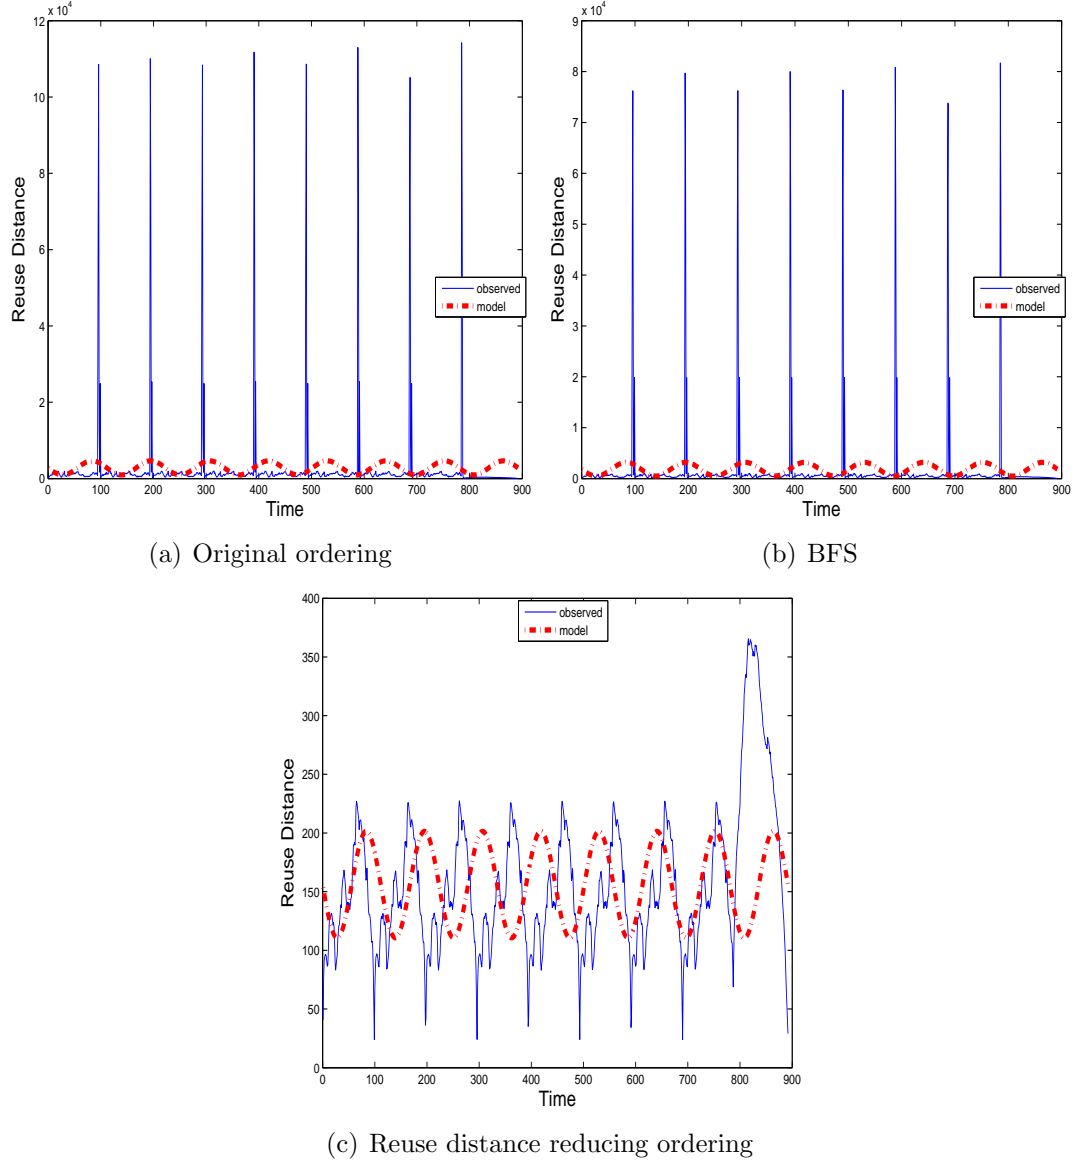 x 10⁴
12
10
8
6
4
2
0
0 100 200 300 400 500 600 700 800 900
Reuse Distance
Time
observed
model
(a) Original ordering
x 10⁴
9
8
7
6
5
4
3
2
1
0
0 100 200 300 400 500 600 700 800 900
Reuse Distance
Time
observed
model
(b) BFS
400
350
300
250
200
150
100
50
0
0 100 200 300 400 500 600 700 800 900
Reuse Distance
Time
observed
model
(c) Reuse distance reducing ordering